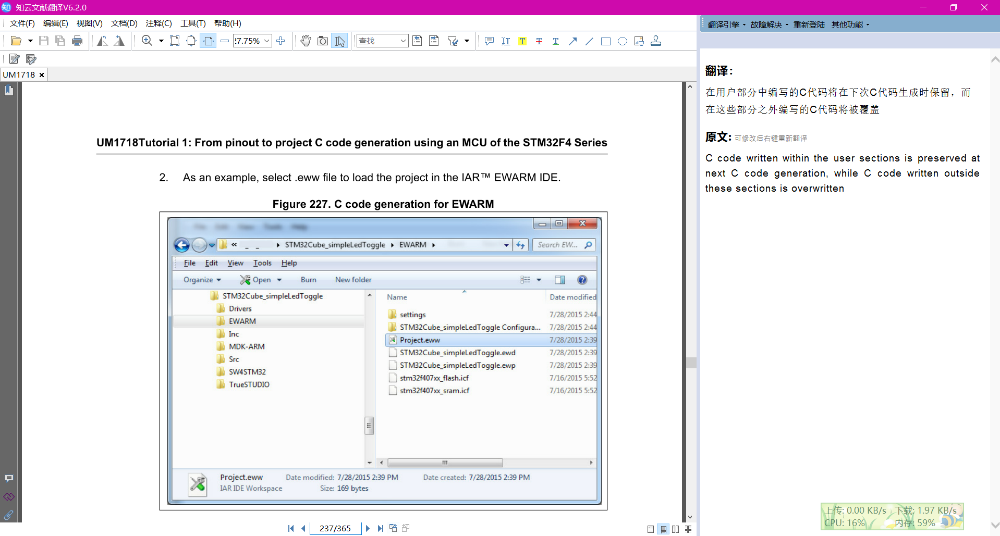 知云文献翻译V6.2.0
文件(F) 编辑(E) 视图(V) 文档(D) 注释(C) 工具(T) 帮助(H)
翻译引擎 故障解决 重新登陆 其他功能
7.75% 查找
UM1718
UM1718Tutorial 1: From pinout to project C code generation using an MCU of the STM32F4 Series
2. As an example, select .eww file to load the project in the IAR™ EWARM IDE.
Figure 227. C code generation for EWARM
« STM32Cube_simpleLedToggle EWARM Search EW...
File Edit View Tools Help
Organize Open Burn New folder
STM32Cube_simpleLedToggle
Drivers
EWARM
Inc
MDK-ARM
Src
SW4STM32
TrueSTUDIO
Name Date modified
settings 7/28/2015 2:44
STM32Cube_simpleLedToggle Configura... 7/28/2015 2:44
Project.eww 7/28/2015 2:39
STM32Cube_simpleLedToggle.ewd 7/28/2015 2:39
STM32Cube_simpleLedToggle.ewp 7/28/2015 2:39
stm32f407xx_flash.icf 7/16/2015 5:52
stm32f407xx_sram.icf 7/16/2015 5:52
Project.eww Date modified: 7/28/2015 2:39 PM Date created: 7/28/2015 2:39 PM
IAR IDE Workspace Size: 169 bytes
237/365
翻译：
在用户部分中编写的C代码将在下次C代码生成时保留，而
在这些部分之外编写的C代码将被覆盖
原文: 可修改后右键重新翻译
C code written within the user sections is preserved at
next C code generation, while C code written outside
these sections is overwritten
上传: 0.00 KB/s 下载: 1.97 KB/s
CPU: 16% 内存: 59%